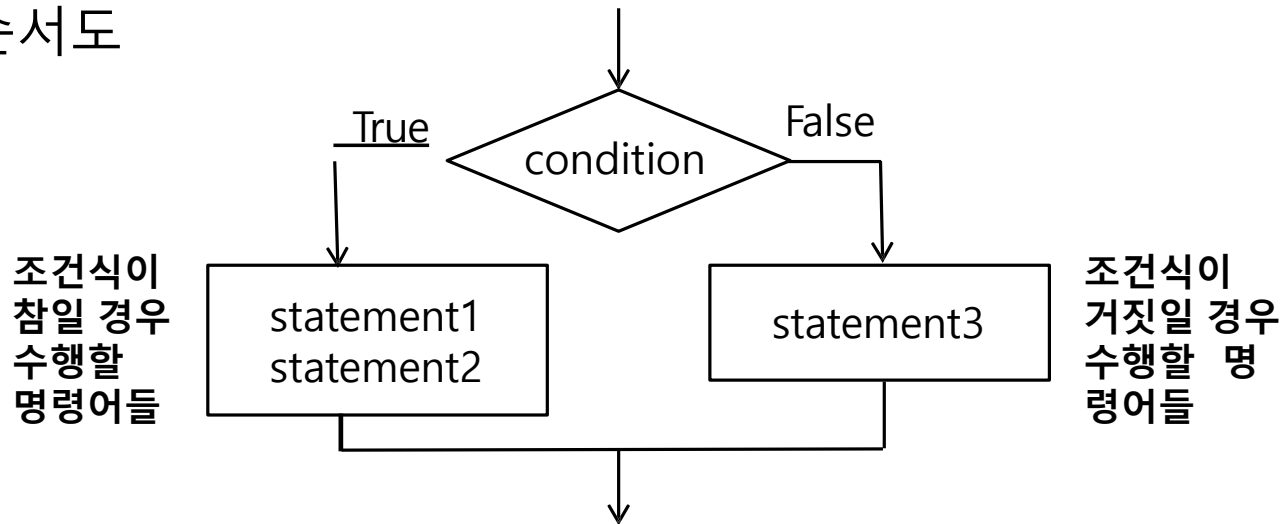 순서도
True
False
condition
조건식이
참일 경우
수행할
명령어들
statement1
statement2
statement3
조건식이
거짓일 경우
수행할 명
령어들